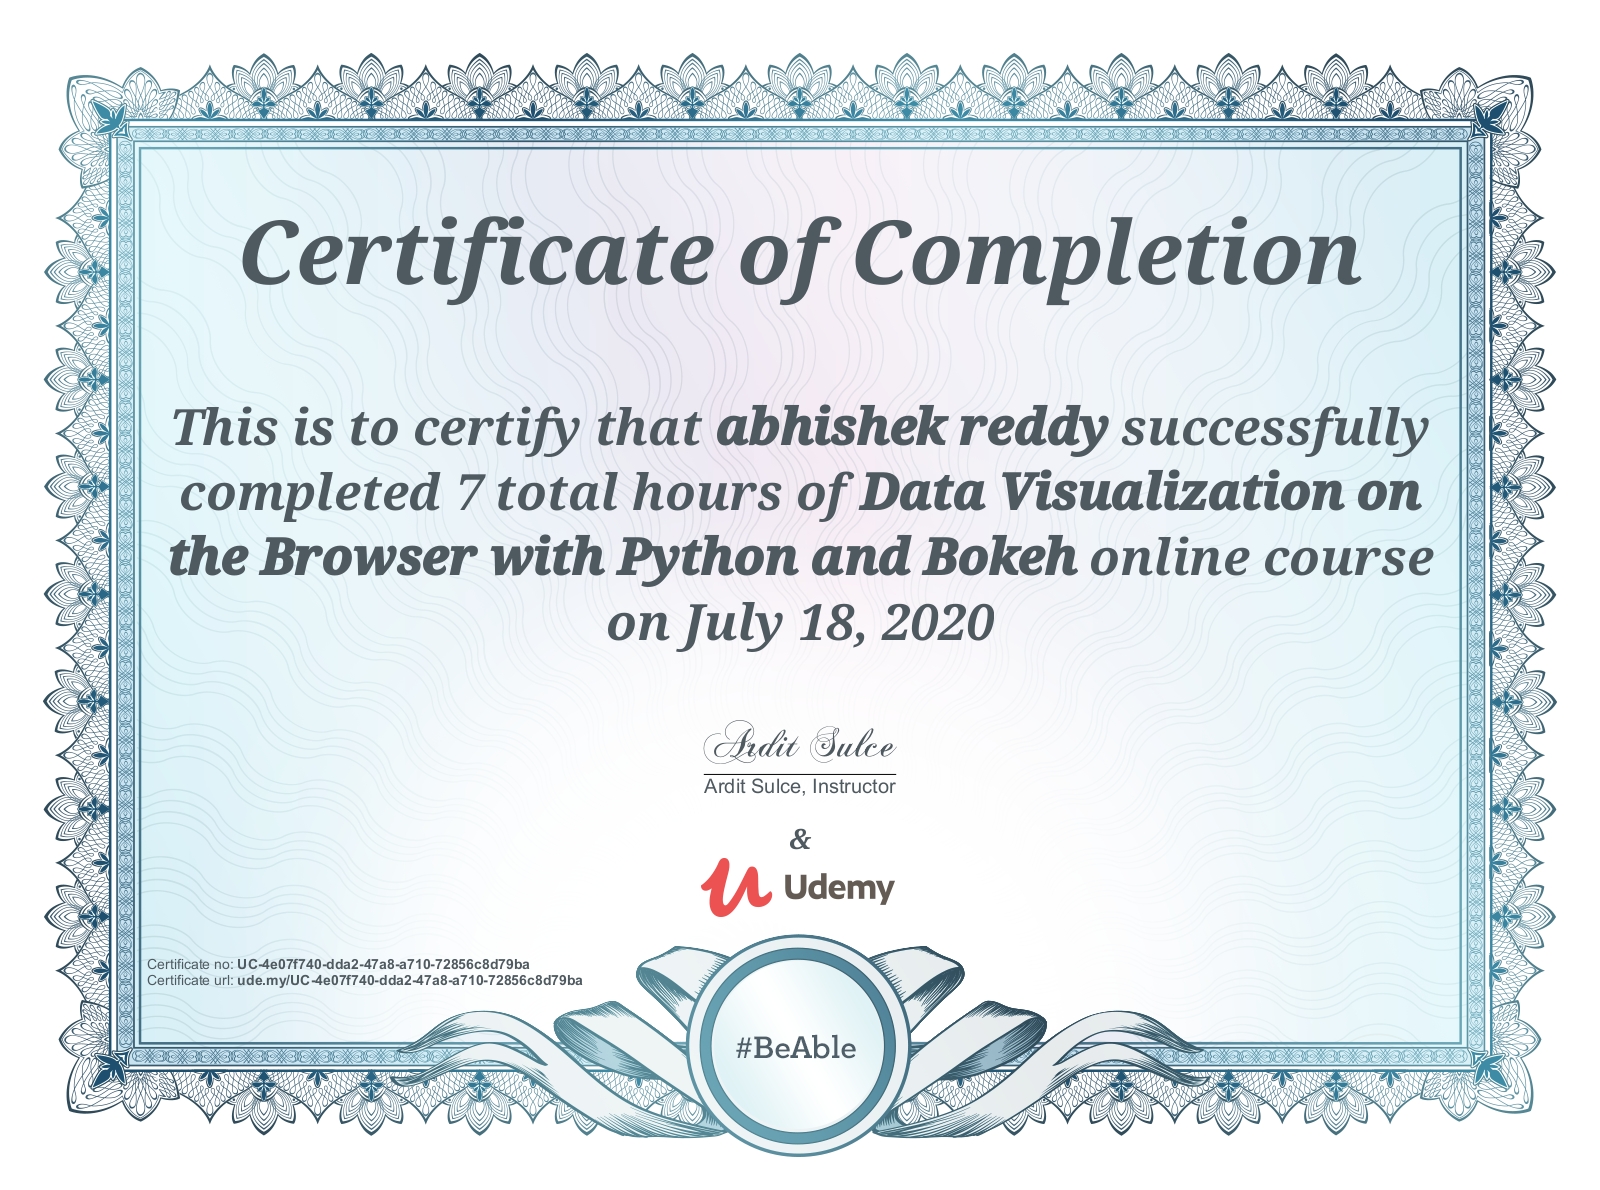 Certificate of Completion
This is to certify that abhishek reddy successfully
completed 7 total hours of Data Visualization on
the Browser with Python and Bokeh online course
on July 18, 2020
Ardit Sulce
Ardit Sulce, Instructor
&
Udemy
Certificate no: UC-4e07f740-dda2-47a8-a710-72856c8d79ba
Certificate url: ude.my/UC-4e07f740-dda2-47a8-a710-72856c8d79ba
#BeAble